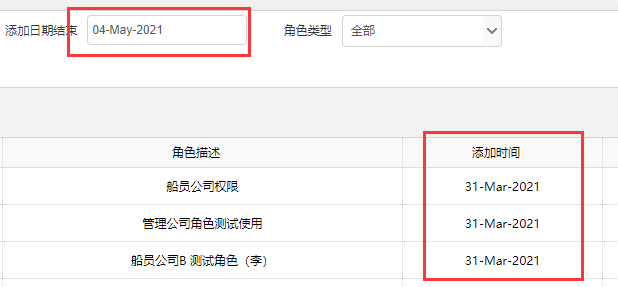 添加日期结束 04-May-2021 角色类型 全部
角色描述 添加时间
船员公司权限 31-Mar-2021
管理公司角色测试使用 31-Mar-2021
船员公司B 测试角色（李） 31-Mar-2021